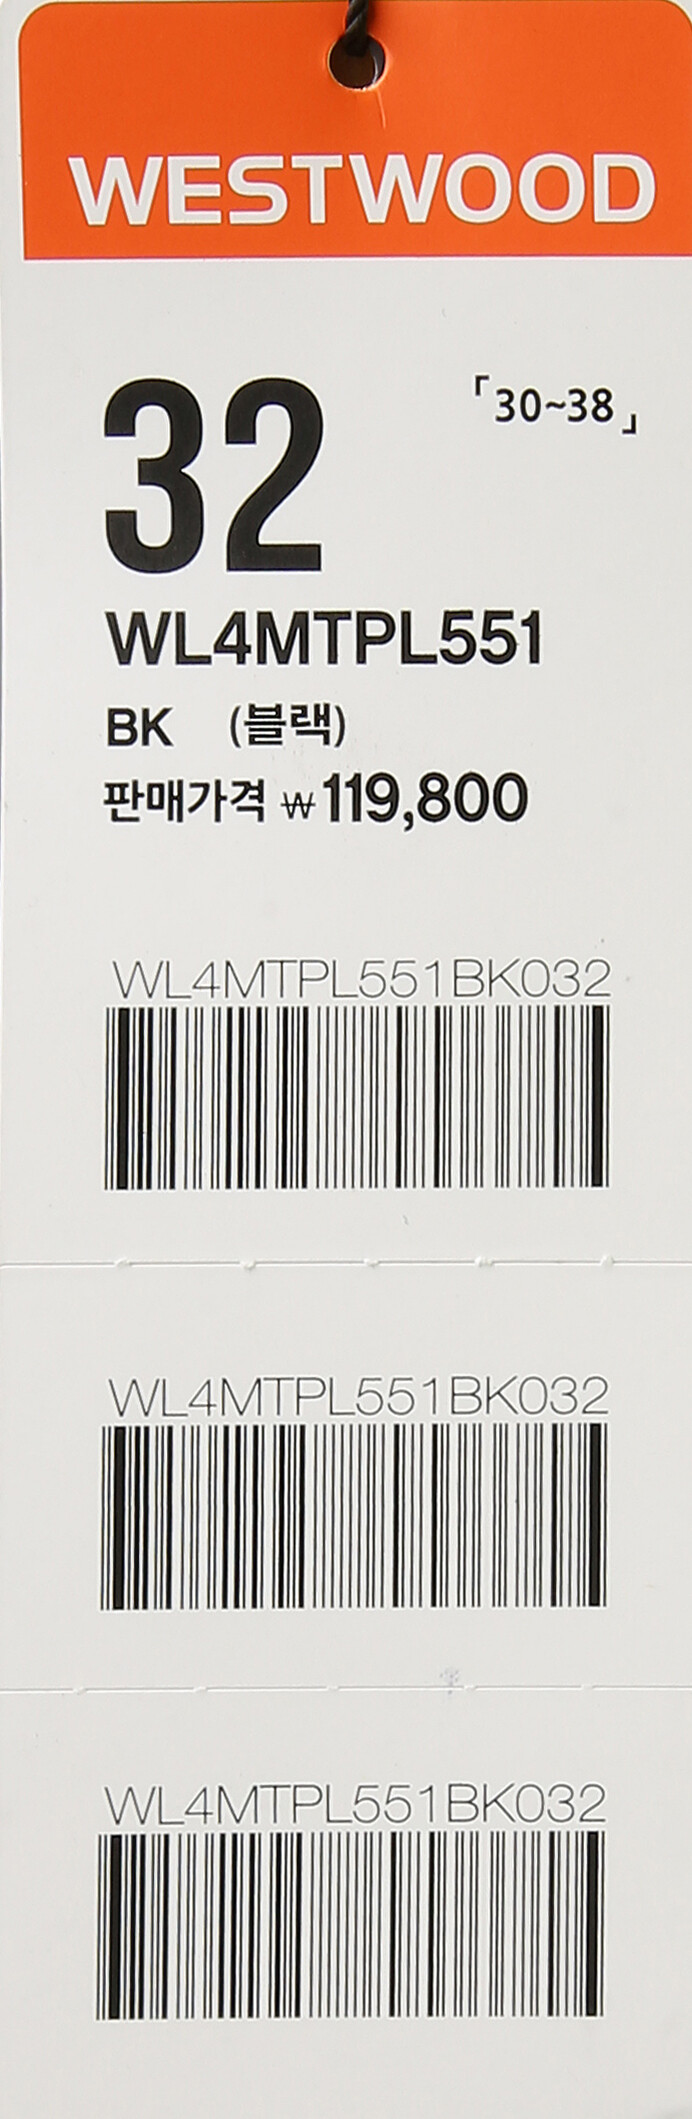 WESTWOOD
32 「30~38」
WL4MTPL551
BK (블랙)
판매가격 ₩119,800
WL4MTPL551BK032
WL4MTPL551BK032
WL4MTPL551BK032